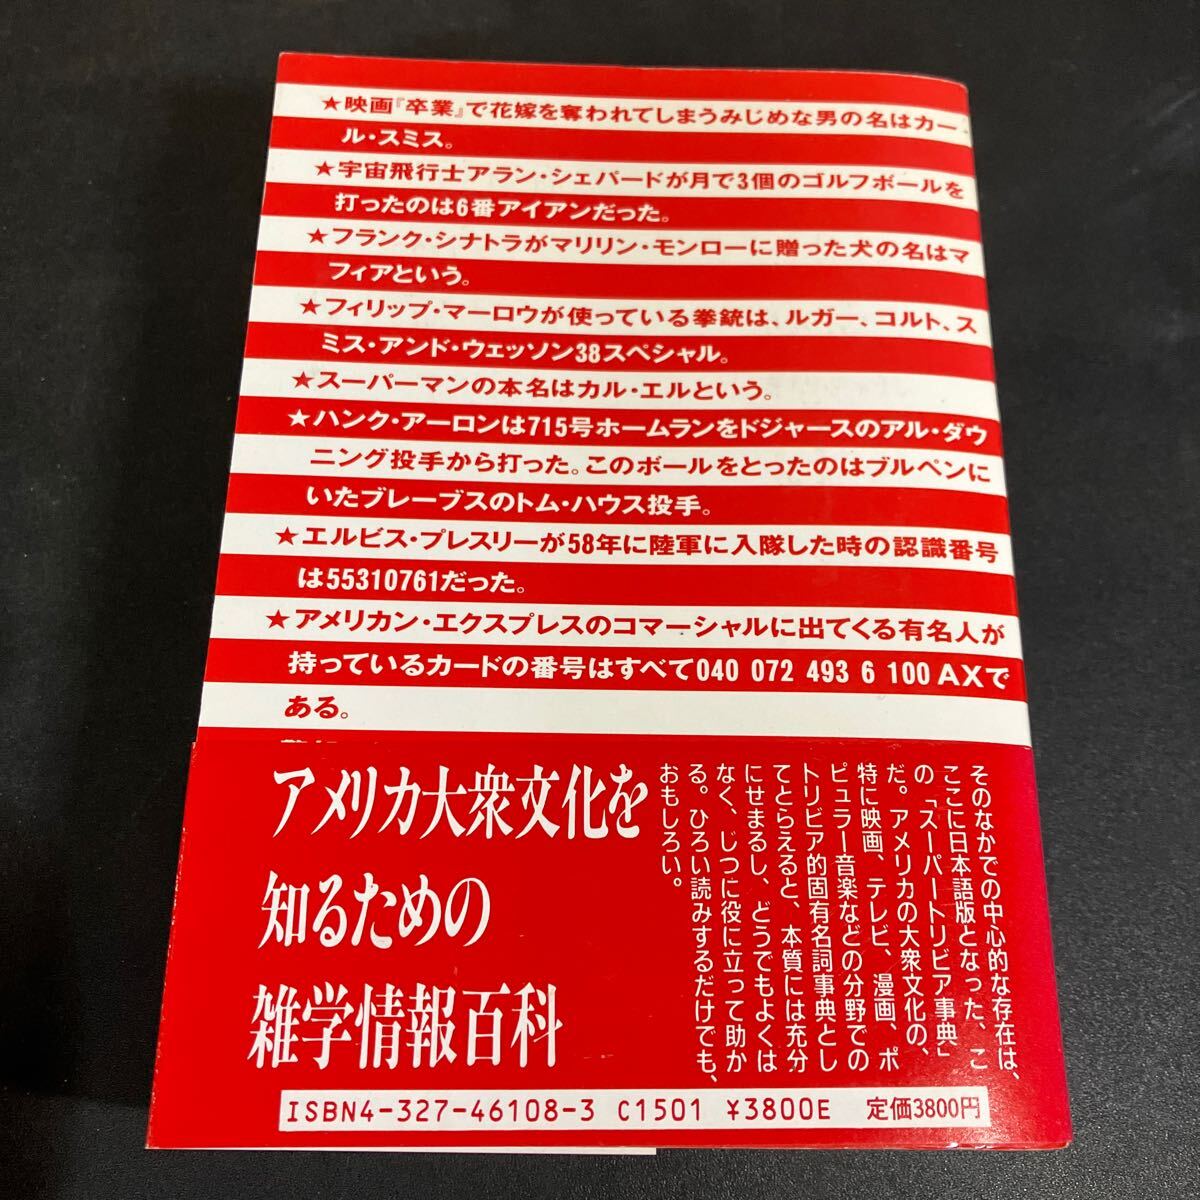 ★映画『卒業』で花嫁を奪われてしまうみじめな男の名はカー
ル・スミス。
★宇宙飛行士アラン・シェパードが月で3個のゴルフボールを
打ったのは6番アイアンだった。
★フランク・シナトラがマリリン・モンローに贈った犬の名はマ
フィアという。
★フィリップ・マーロウが使っている拳銃は、ルガー、コルト、ス
ミス・アンド・ウェッソン38スペシャル。
★スーパーマンの本名はカル・エルという。
★ハンク・アーロンは715号ホームランをドジャースのアル・ダウ
ニング投手から打った。このボールをとったのはブルペンに
いたブレーブスのトム・ハウス投手。
★エルビス・プレスリーが58年に陸軍に入隊した時の認識番号
は55310761だった。
★アメリカン・エクスプレスのコマーシャルに出てくる有名人が
持っているカードの番号はすべて040 072 493 6 100 AXで
ある。
そのなかでの中心的な存在は、
ここに日本語版となった、こ
の「スーパートリビア事典」
だ。アメリカの大衆文化の、
特に映画、テレビ、漫画、ポ
ピュラー音楽などの分野での
トリビア的固有名詞事典とし
てとらえると、本質には充分
にせまるし、どうでもよくは
なく、じつに役に立って助か
る。ひろい読みするだけでも、
おもしろい。
アメリカ大衆文化を
知るための
雑学情報百科
ISBN4-327-46108-3 C1501 ¥3800E 定価3800円